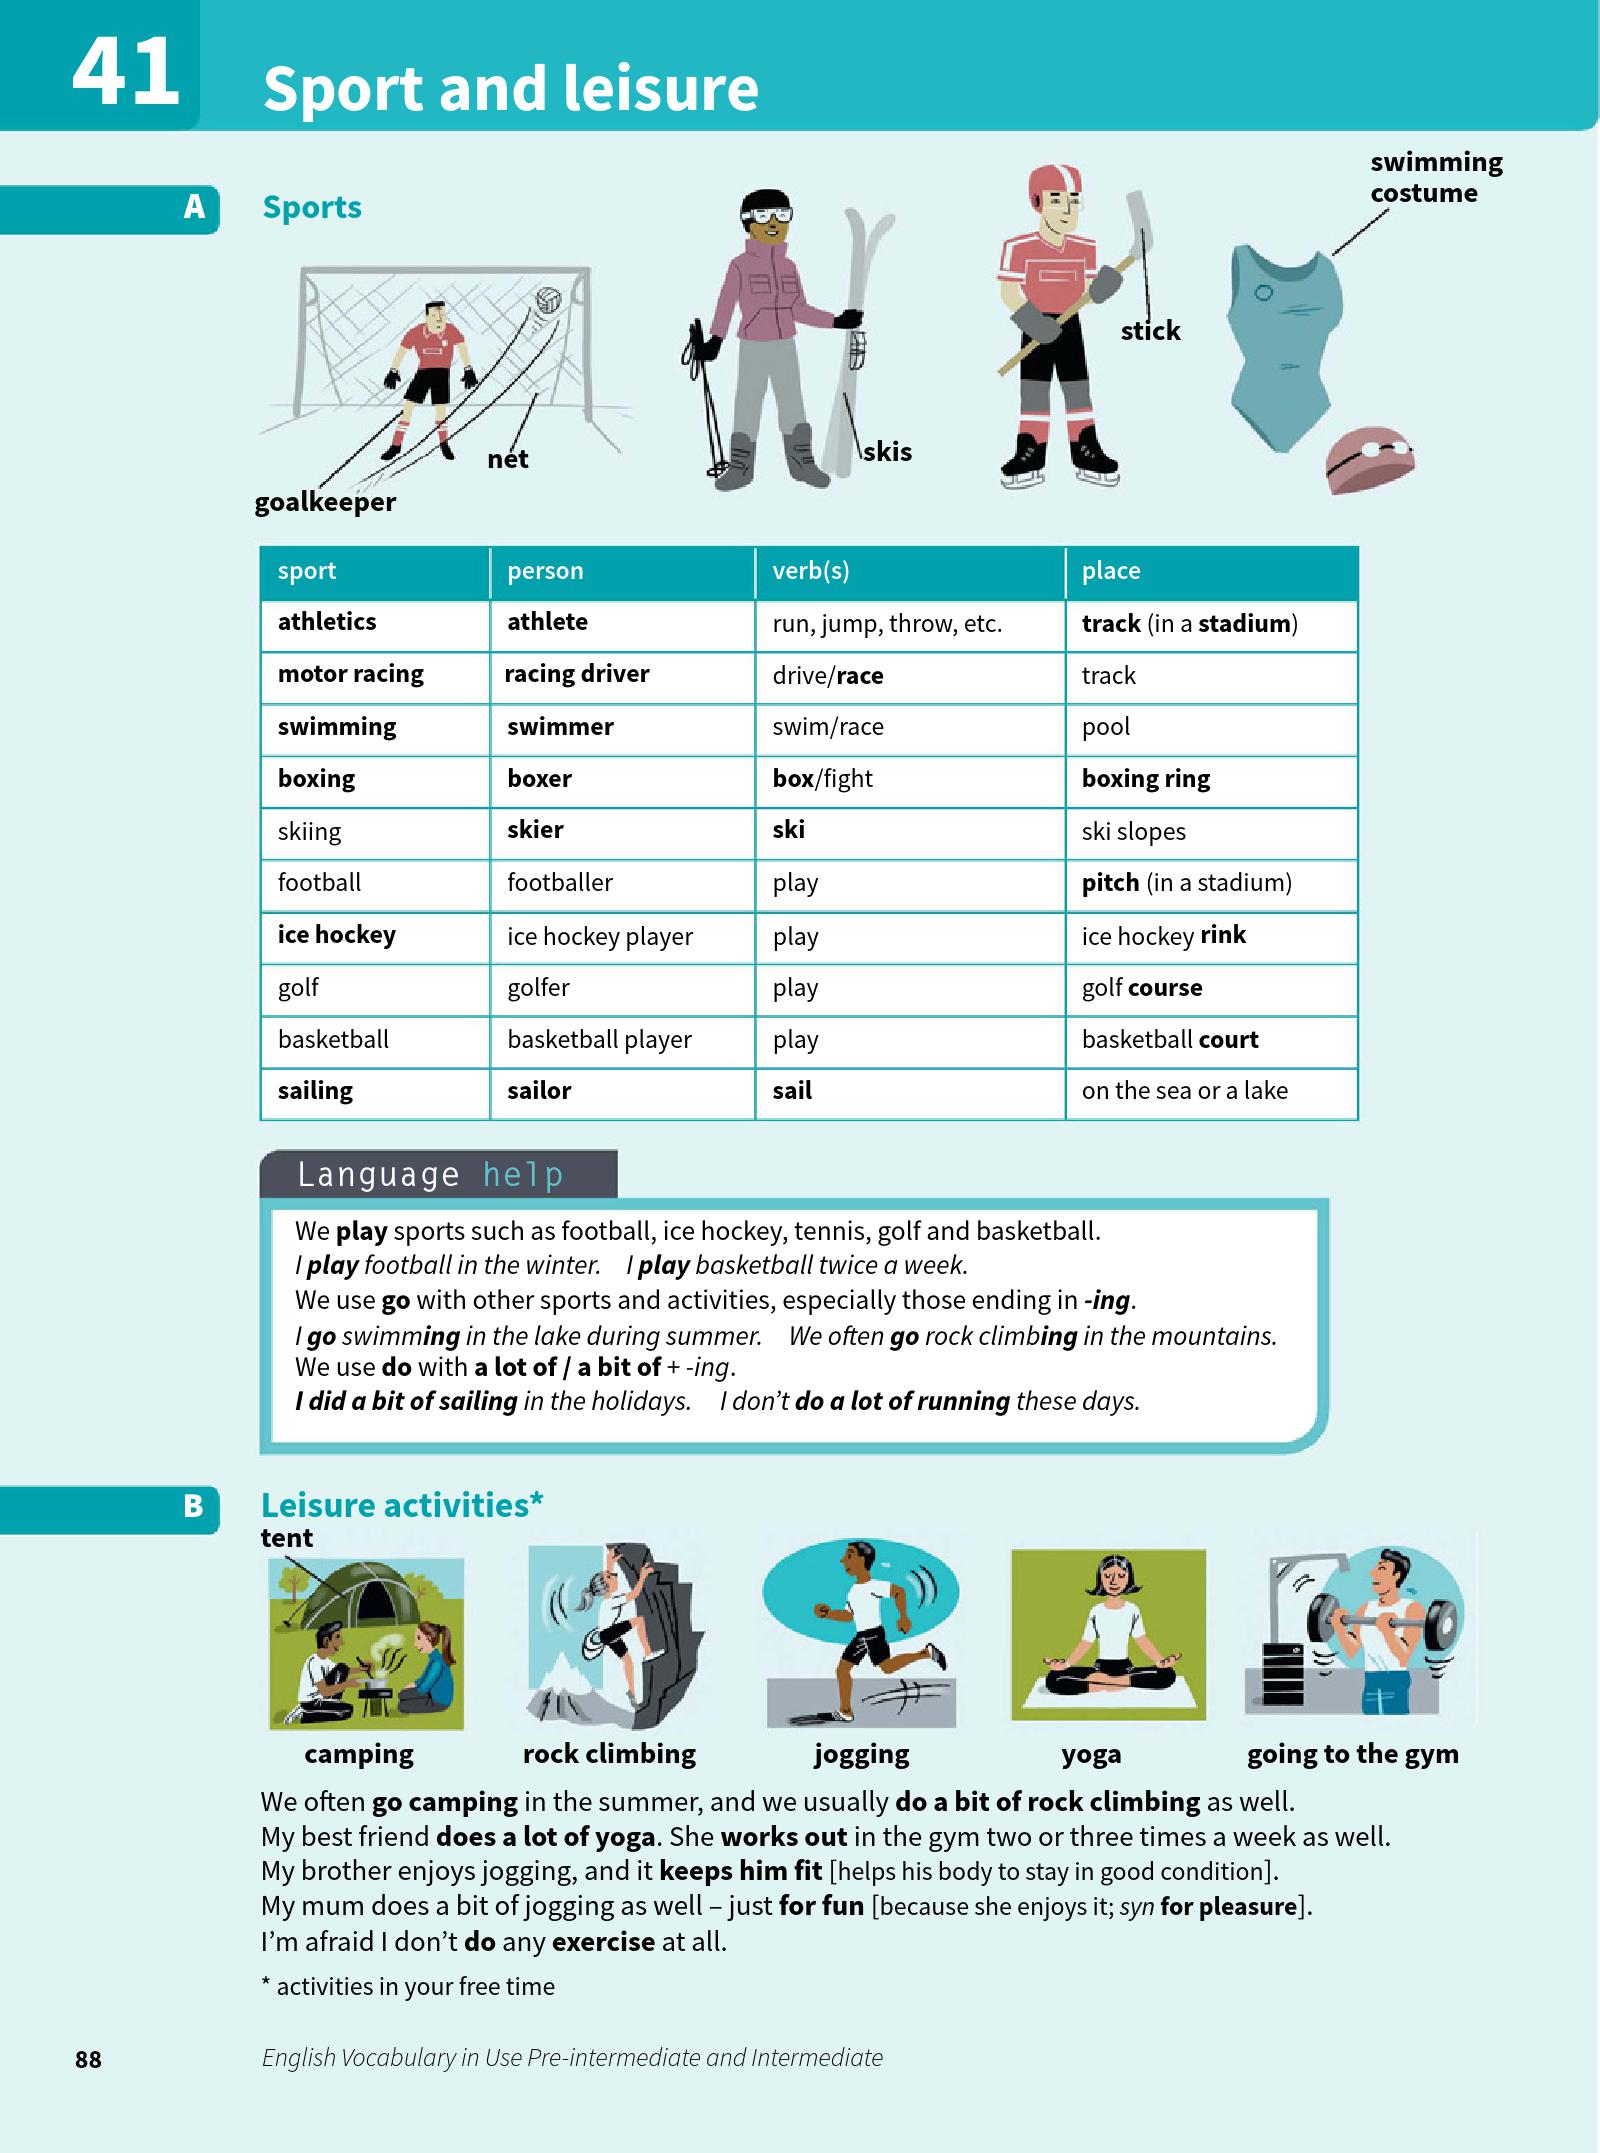 41
Sport and leisure
A
Sports
swimming
costume
stick
net
skis
goalkeeper
sport person verb(s) place
athletics athlete run, jump, throw, etc. track (in a stadium)
motor racing racing driver drive/race track
swimming swimmer swim/race pool
boxing boxer box/fight boxing ring
skiing skier ski ski slopes
football footballer play pitch (in a stadium)
ice hockey ice hockey player play ice hockey rink
golf golfer play golf course
basketball basketball player play basketball court
sailing sailor sail on the sea or a lake
Language help
We play sports such as football, ice hockey, tennis, golf and basketball.
I play football in the winter. I play basketball twice a week.
We use go with other sports and activities, especially those ending in -ing.
I go swimming in the lake during summer. We often go rock climbing in the mountains.
We use do with a lot of / a bit of + -ing.
I did a bit of sailing in the holidays. I don’t do a lot of running these days.
B
Leisure activities*
tent
camping rock climbing jogging yoga going to the gym
We often go camping in the summer, and we usually do a bit of rock climbing as well.
My best friend does a lot of yoga. She works out in the gym two or three times a week as well.
My brother enjoys jogging, and it keeps him fit [helps his body to stay in good condition].
My mum does a bit of jogging as well – just for fun [because she enjoys it; syn for pleasure].
I’m afraid I don’t do any exercise at all.
* activities in your free time
88 English Vocabulary in Use Pre-intermediate and Intermediate